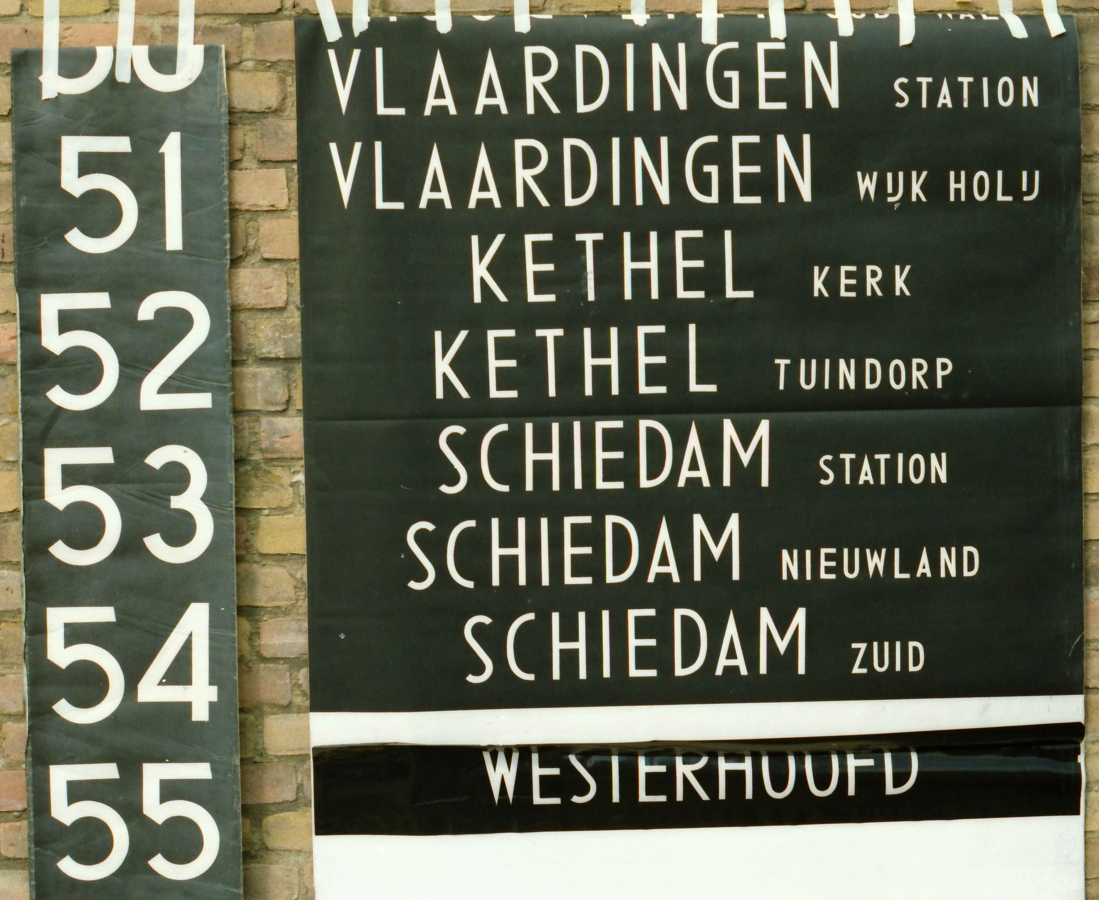 51
52
53
54
55
VLAARDINGEN STATION
VLAARDINGEN WIJK HOLIJ
KETHEL KERK
KETHEL TUINDORP
SCHIEDAM STATION
SCHIEDAM NIEUWLAND
SCHIEDAM ZUID
WESTERHOOFD